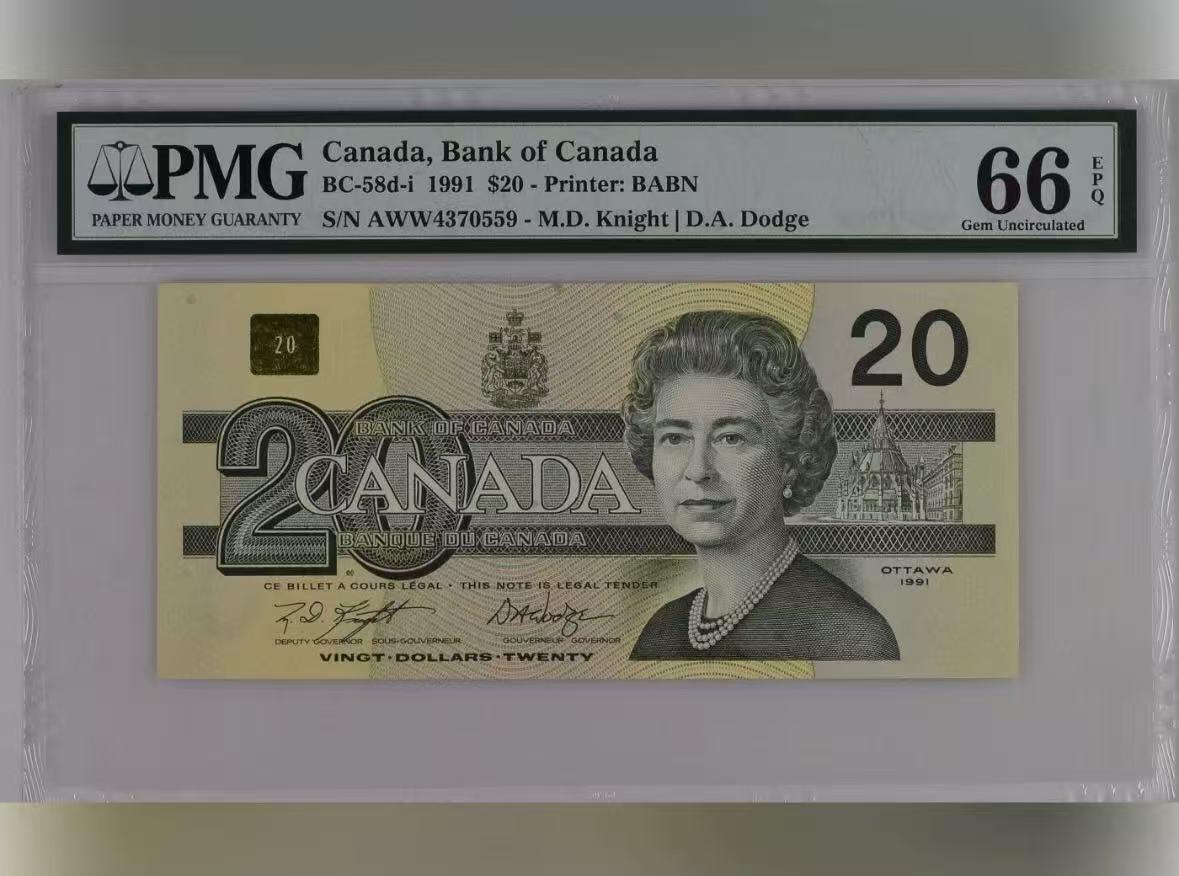 PMG
PAPER MONEY GUARANTY
Canada, Bank of Canada
BC-58d-i 1991 $20 - Printer: BABN
S/N AWW4370559 - M.D. Knight | D.A. Dodge
66
EPQ
Gem Uncirculated
20
20
20
BANK OF CANADA
CANADA
BANQUE DU CANADA
OTTAWA
1991
CE BILLET A COURS LÉGAL · THIS NOTE IS LEGAL TENDER
DEPUTY GOVERNOR SOUS-GOUVERNEUR GOUVERNEUR GOVERNOR
VINGT·DOLLARS·TWENTY